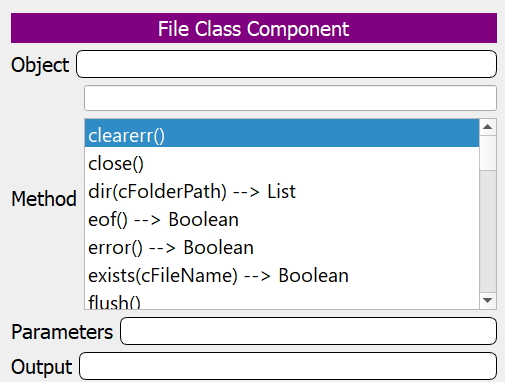 File Class Component
Object
clearerr()
close()
dir(cFolderPath) --> List
eof() --> Boolean
Method
error() --> Boolean
exists(cFileName) --> Boolean
flush()
Parameters
Output